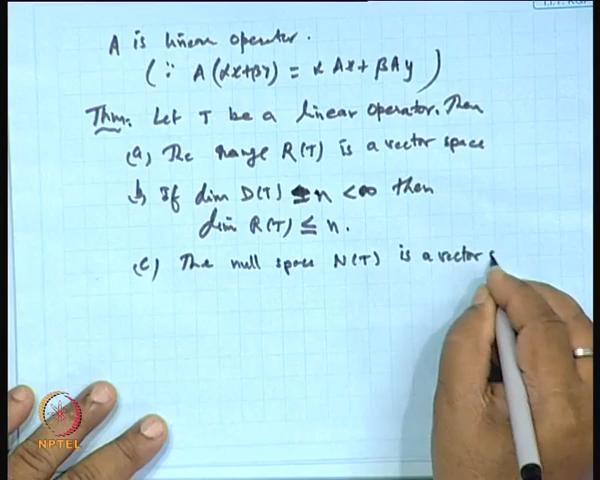 A is linear operator.
(∵ A(αx+βy) = α Ax + β Ay )
Thm. Let T be a linear operator. Then
(a) The range R(T) is a vector space
b) If dim D(T) = n < ∞ then
dim R(T) ≤ n.
(c) The null space N(T) is a vector s
NPTEL